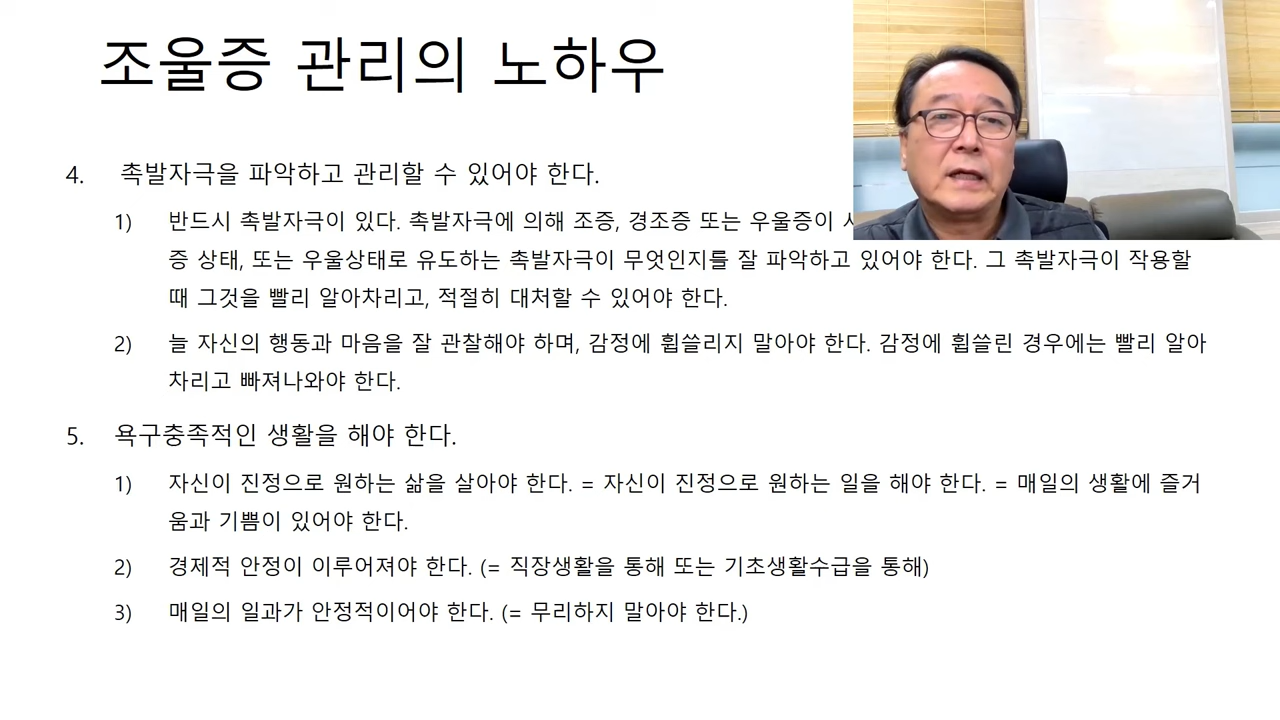 조울증 관리의 노하우
4. 촉발자극을 파악하고 관리할 수 있어야 한다.
1) 반드시 촉발자극이 있다. 촉발자극에 의해 조증, 경조증 또는 우울증이
증 상태, 또는 우울상태로 유도하는 촉발자극이 무엇인지를 잘 파악하고 있어야 한다. 그 촉발자극이 작용할
때 그것을 빨리 알아차리고, 적절히 대처할 수 있어야 한다.
2) 늘 자신의 행동과 마음을 잘 관찰해야 하며, 감정에 휩쓸리지 말아야 한다. 감정에 휩쓸린 경우에는 빨리 알아
차리고 빠져나와야 한다.
5. 욕구충족적인 생활을 해야 한다.
1) 자신이 진정으로 원하는 삶을 살아야 한다. = 자신이 진정으로 원하는 일을 해야 한다. = 매일의 생활에 즐거
움과 기쁨이 있어야 한다.
2) 경제적 안정이 이루어져야 한다. (= 직장생활을 통해 또는 기초생활수급을 통해)
3) 매일의 일과가 안정적이어야 한다. (= 무리하지 말아야 한다.)